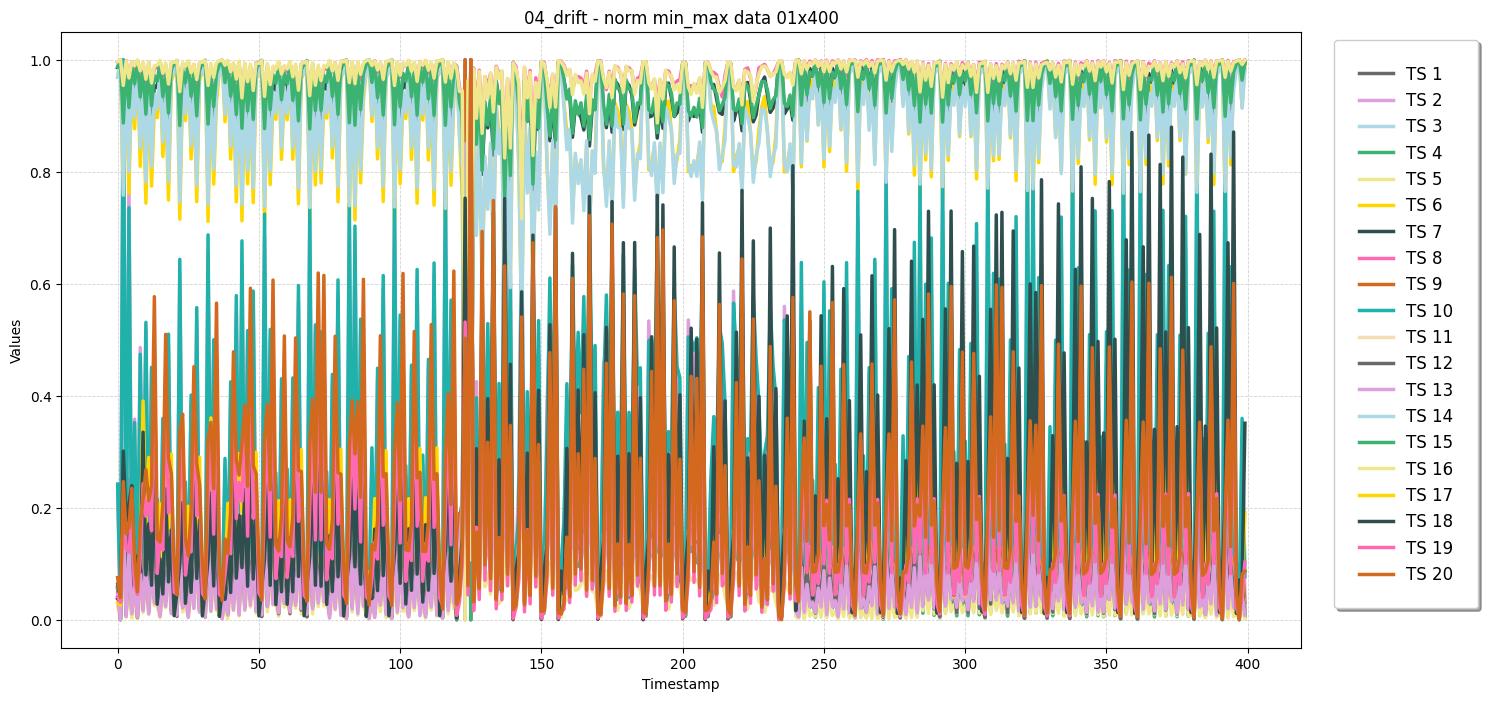 04_drift - norm min_max data 01x400
1.0
0.8
0.6
0.4
0.2
0.0
Values
0 50 100 150 200 250 300 350 400
Timestamp
TS 1
TS 2
TS 3
TS 4
TS 5
TS 6
TS 7
TS 8
TS 9
TS 10
TS 11
TS 12
TS 13
TS 14
TS 15
TS 16
TS 17
TS 18
TS 19
TS 20